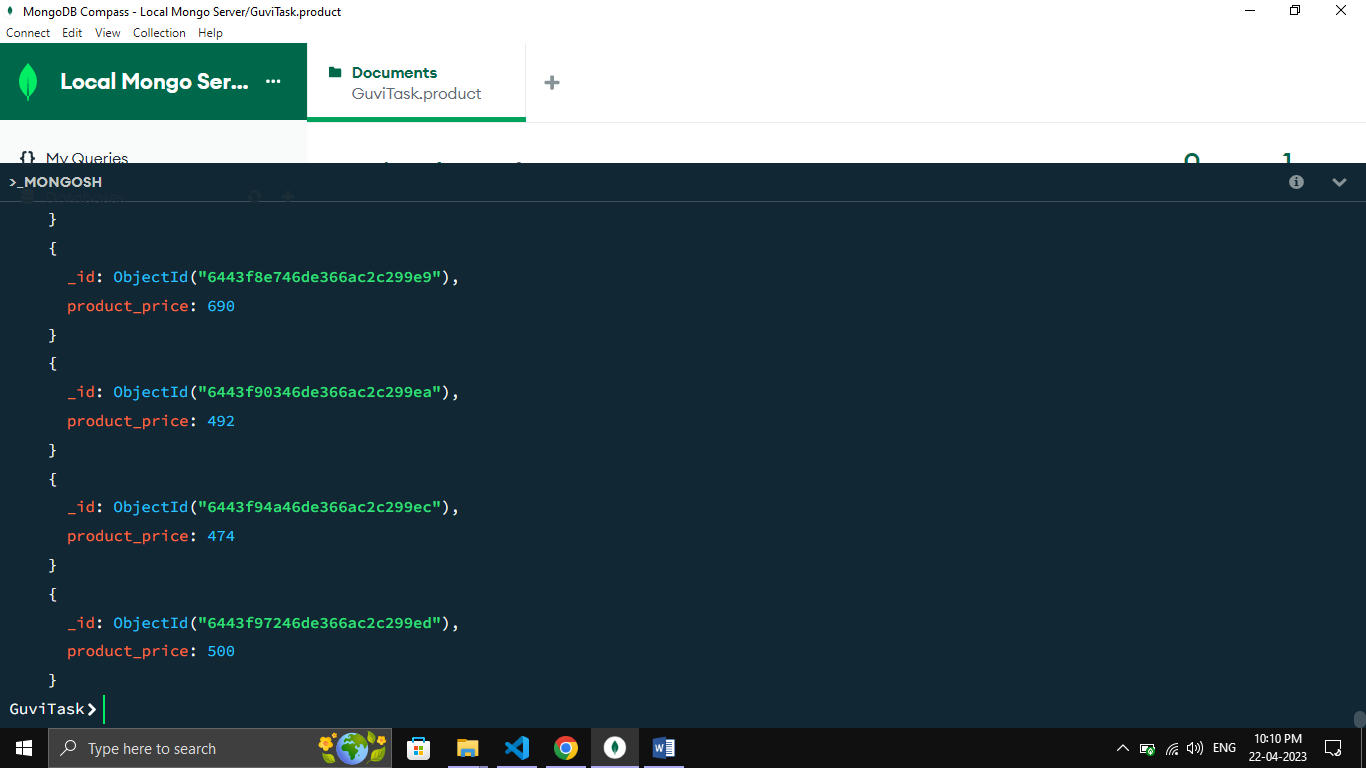 MongoDB Compass - Local Mongo Server/GuviTask.product
Connect Edit View Collection Help
Local Mongo Ser... ...
Documents
GuviTask.product
{} My Queries
>_MONGOSH
}
{
_id: ObjectId("6443f8e746de366ac2c299e9"),
product_price: 690
}
{
_id: ObjectId("6443f90346de366ac2c299ea"),
product_price: 492
}
{
_id: ObjectId("6443f94a46de366ac2c299ec"),
product_price: 474
}
{
_id: ObjectId("6443f97246de366ac2c299ed"),
product_price: 500
}
GuviTask>
Type here to search
ENG
10:10 PM
22-04-2023